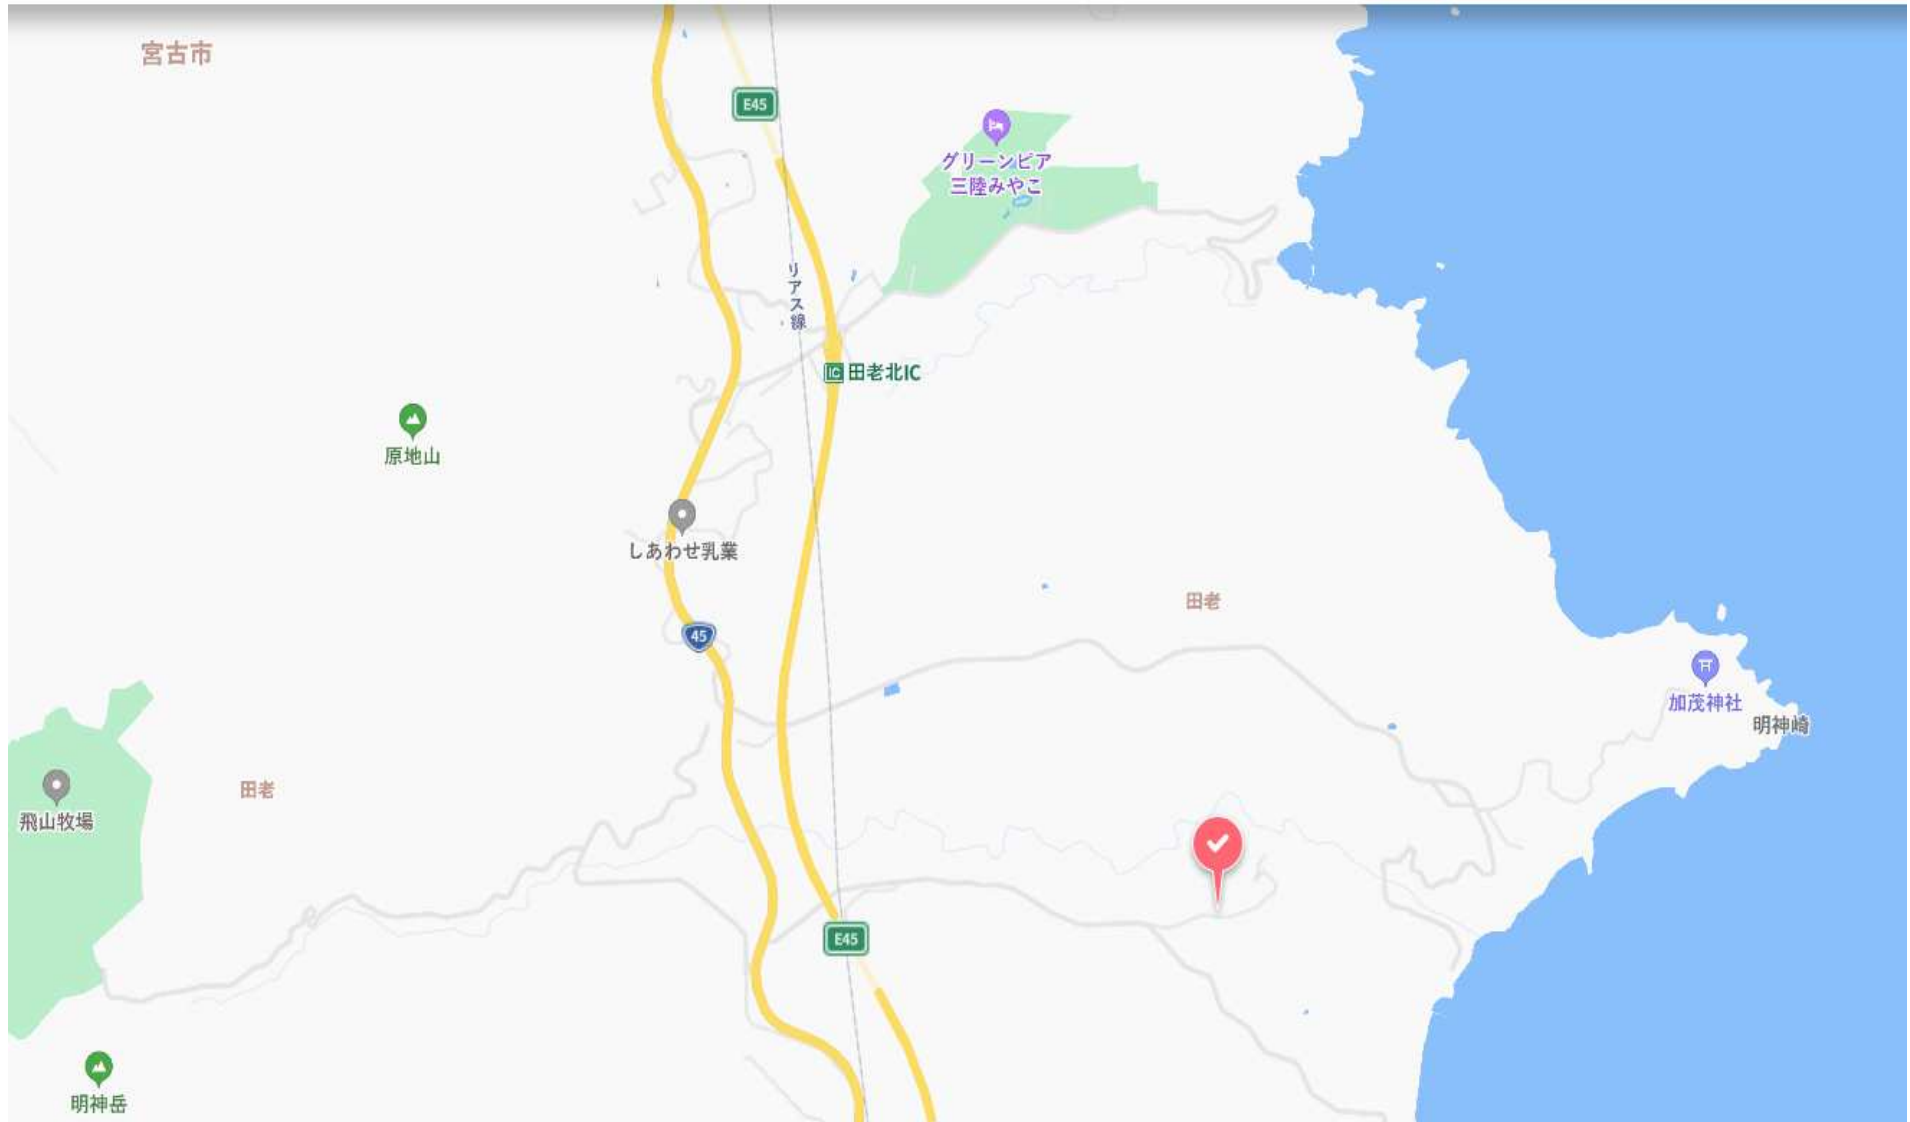 宮古市
E45
グリーンピア
三陸みやこ
リアス線
IC 田老北IC
原地山
しあわせ乳業
田老
45
加茂神社
明神崎
田老
飛山牧場
E45
明神岳